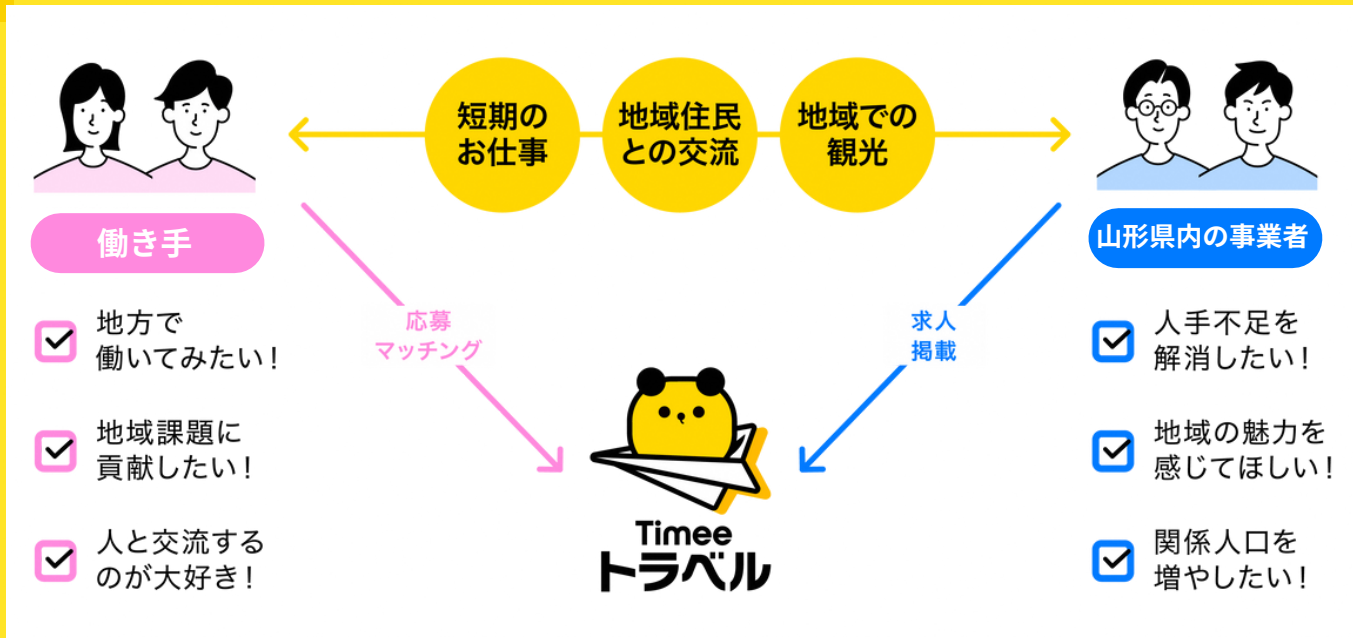 短期の
お仕事
地域住民
との交流
地域での
観光
働き手
山形県内の事業者
地方で
働いてみたい！
地域課題に
貢献したい！
人と交流する
のが大好き！
応募
マッチング
求人
掲載
Timee
トラベル
人手不足を
解消したい！
地域の魅力を
感じてほしい！
関係人口を
増やしたい！